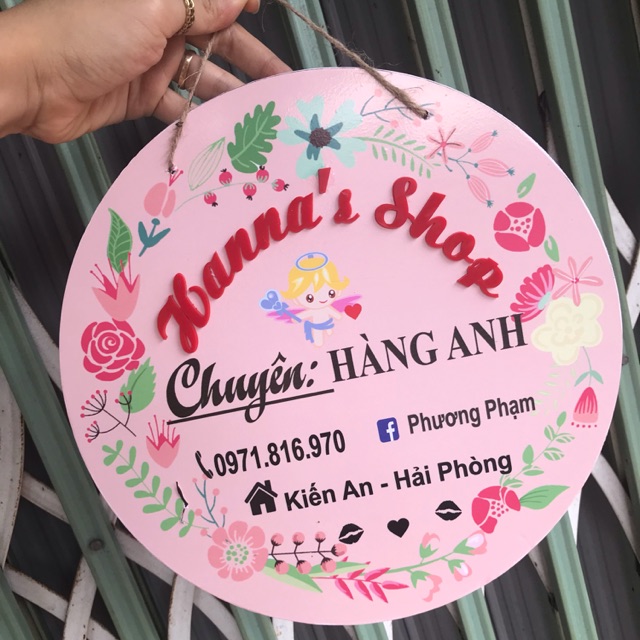 Hanna's Shop
Chuyên: HÀNG ANH
0971.816.970
Phương Phạm
Kiến An - Hải Phòng